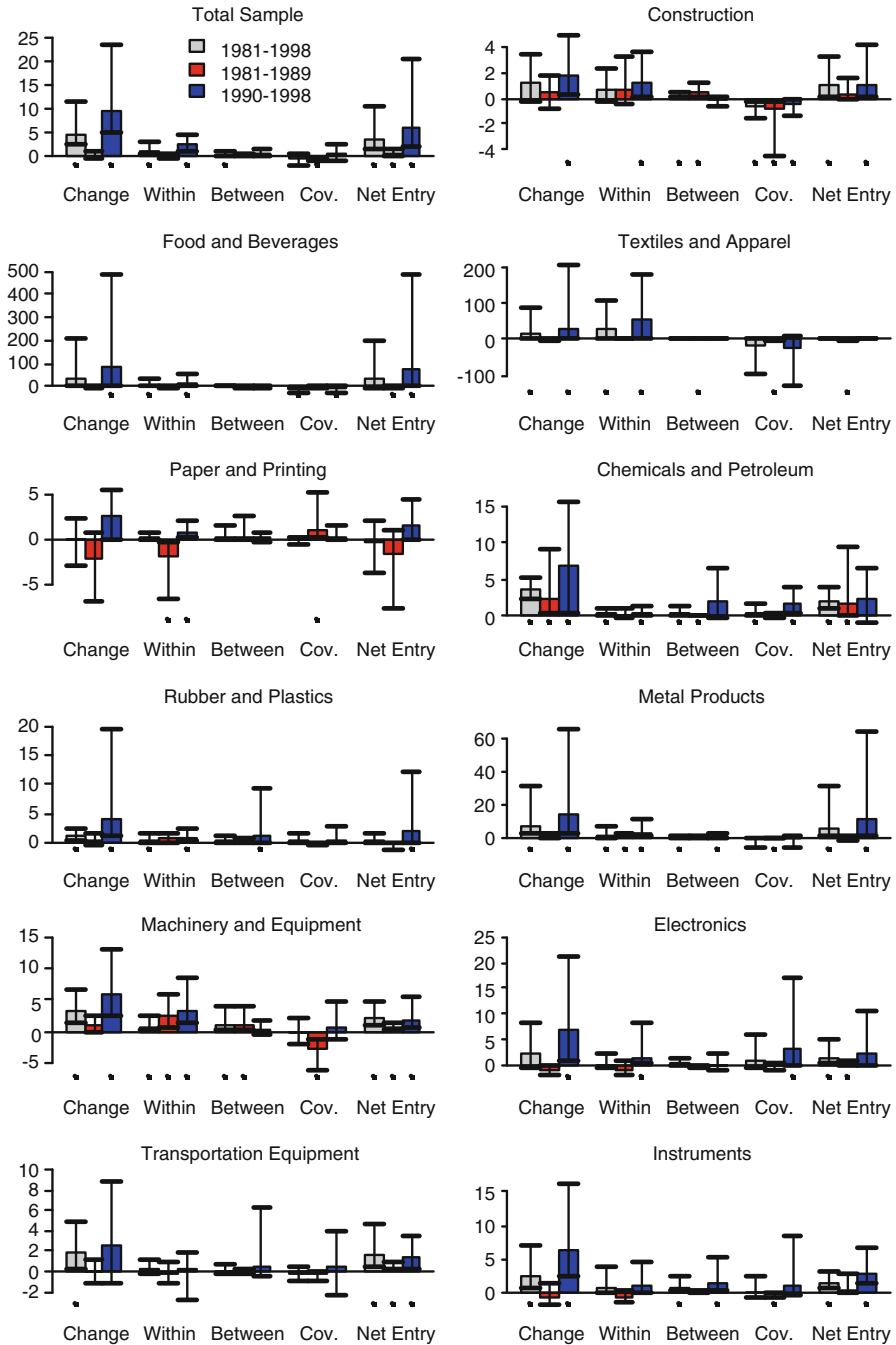 Total Sample
25
20
15
10
5
0
1981-1998
1981-1989
1990-1998
Change Within Between Cov. Net Entry
Construction
4
2
0
-2
-4
Change Within Between Cov. Net Entry
Food and Beverages
500
400
300
200
100
0
Change Within Between Cov. Net Entry
Textiles and Apparel
200
100
0
-100
Change Within Between Cov. Net Entry
Paper and Printing
5
0
-5
Change Within Between Cov. Net Entry
Chemicals and Petroleum
15
10
5
0
Change Within Between Cov. Net Entry
Rubber and Plastics
20
15
10
5
0
Change Within Between Cov. Net Entry
Metal Products
60
40
20
0
Change Within Between Cov. Net Entry
Machinery and Equipment
15
10
5
0
-5
Change Within Between Cov. Net Entry
Electronics
25
20
15
10
5
0
Change Within Between Cov. Net Entry
Transportation Equipment
10
8
6
4
2
0
-2
Change Within Between Cov. Net Entry
Instruments
15
10
5
0
Change Within Between Cov. Net Entry